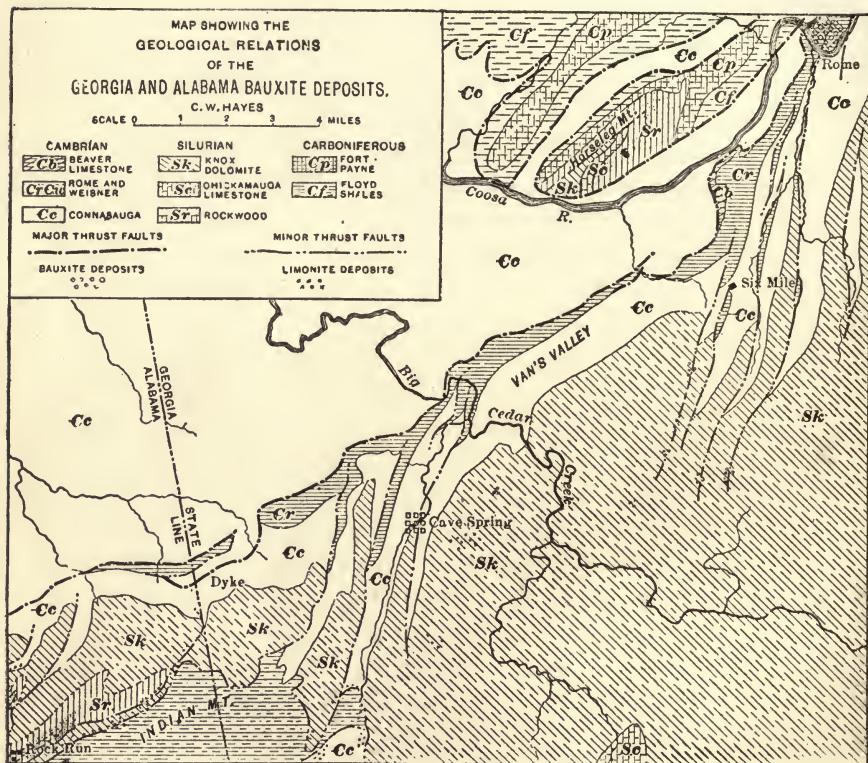 MAP SHOWING THE
GEOLOGICAL RELATIONS
OF THE
GEORGIA AND ALABAMA BAUXITE DEPOSITS.
C. W. HAYES
SCALE 0 1 2 3 4 MILES
CAMBRIAN SILURIAN CARBONIFEROUS
Cb BEAVER LIMESTONE Sk KNOX DOLOMITE Cp FORT PAYNE
Cr ROME AND WEISNER Sc CHICKAMAUGA LIMESTONE Cf FLOYD SHALES
Cc CONNASAUGA Sr ROCKWOOD
MAJOR THRUST FAULTS MINOR THRUST FAULTS
BAUXITE DEPOSITS LIMONITE DEPOSITS
Cf Cp Cc
Rome
Cc Cp Cc
Cf
Horseleg Mt.
Sr
Sc
Sk
Coosa
R.
Cr
Cb
Cc
Six Mile
Cc
VAN'S VALLEY
Cc
Big
Cedar
Creek
Sk
GEORGIA
ALABAMA
Cc
STATE
LINE
Cr
Cave Spring
Sk
Cc
Dyke
Cc
Cc
Sk
Sk
Sk
Sr
INDIAN MT.
Rock Run
Cc
Sc